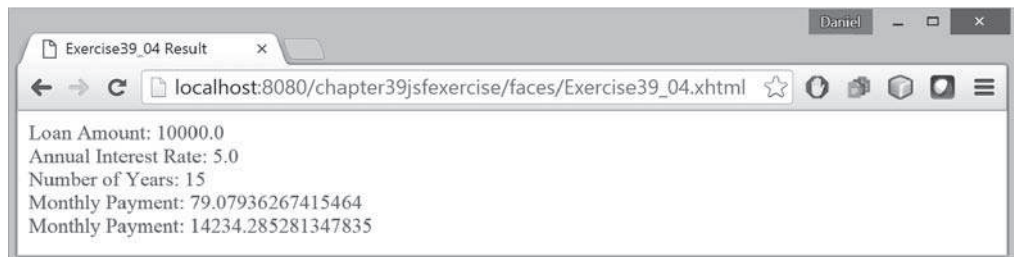 Daniel
Exercise39_04 Result
localhost:8080/chapter39jsfexercise/faces/Exercise39_04.xhtml
Loan Amount: 10000.0
Annual Interest Rate: 5.0
Number of Years: 15
Monthly Payment: 79.07936267415464
Monthly Payment: 14234.285281347835